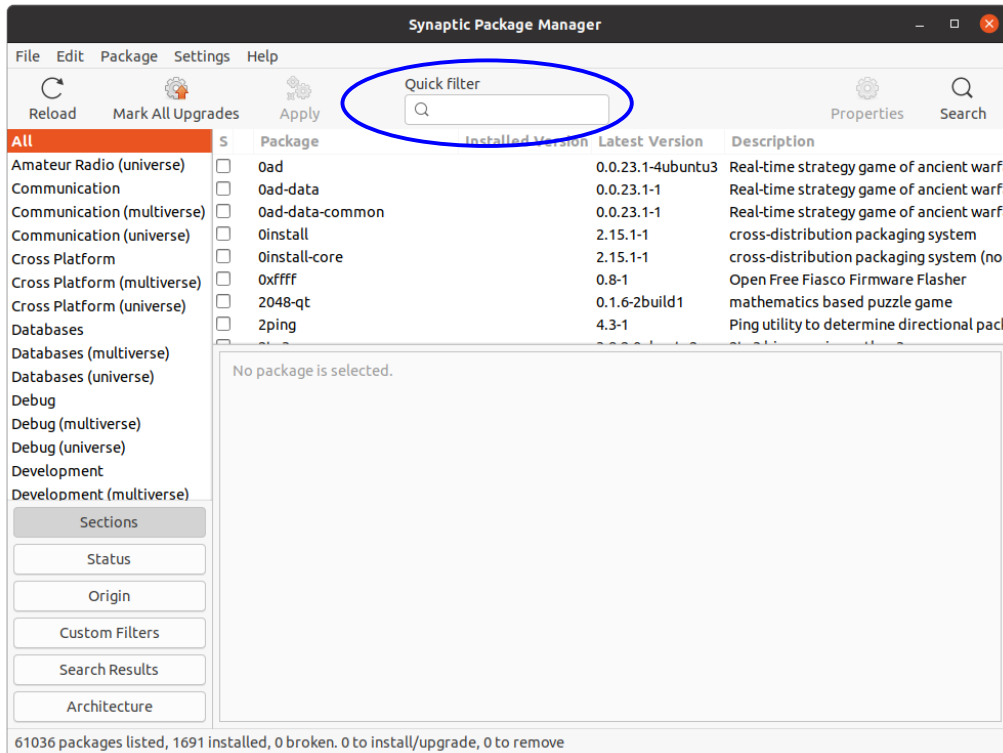 Synaptic Package Manager
File Edit Package Settings Help
Reload Mark All Upgrades Apply Quick filter Properties Search
All
Amateur Radio (universe)
Communication
Communication (multiverse)
Communication (universe)
Cross Platform
Cross Platform (multiverse)
Cross Platform (universe)
Databases
Databases (multiverse)
Databases (universe)
Debug
Debug (multiverse)
Debug (universe)
Development
Development (multiverse)
Sections
Status
Origin
Custom Filters
Search Results
Architecture
S Package Installed Version Latest Version Description
0ad 0.0.23.1-4ubuntu3 Real-time strategy game of ancient warf
0ad-data 0.0.23.1-1 Real-time strategy game of ancient warf
0ad-data-common 0.0.23.1-1 Real-time strategy game of ancient warf
0install 2.15.1-1 cross-distribution packaging system
0install-core 2.15.1-1 cross-distribution packaging system (no
0xffff 0.8-1 Open Free Fiasco Firmware Flasher
2048-qt 0.1.6-2build1 mathematics based puzzle game
2ping 4.3-1 Ping utility to determine directional pack
No package is selected.
61036 packages listed, 1691 installed, 0 broken. 0 to install/upgrade, 0 to remove